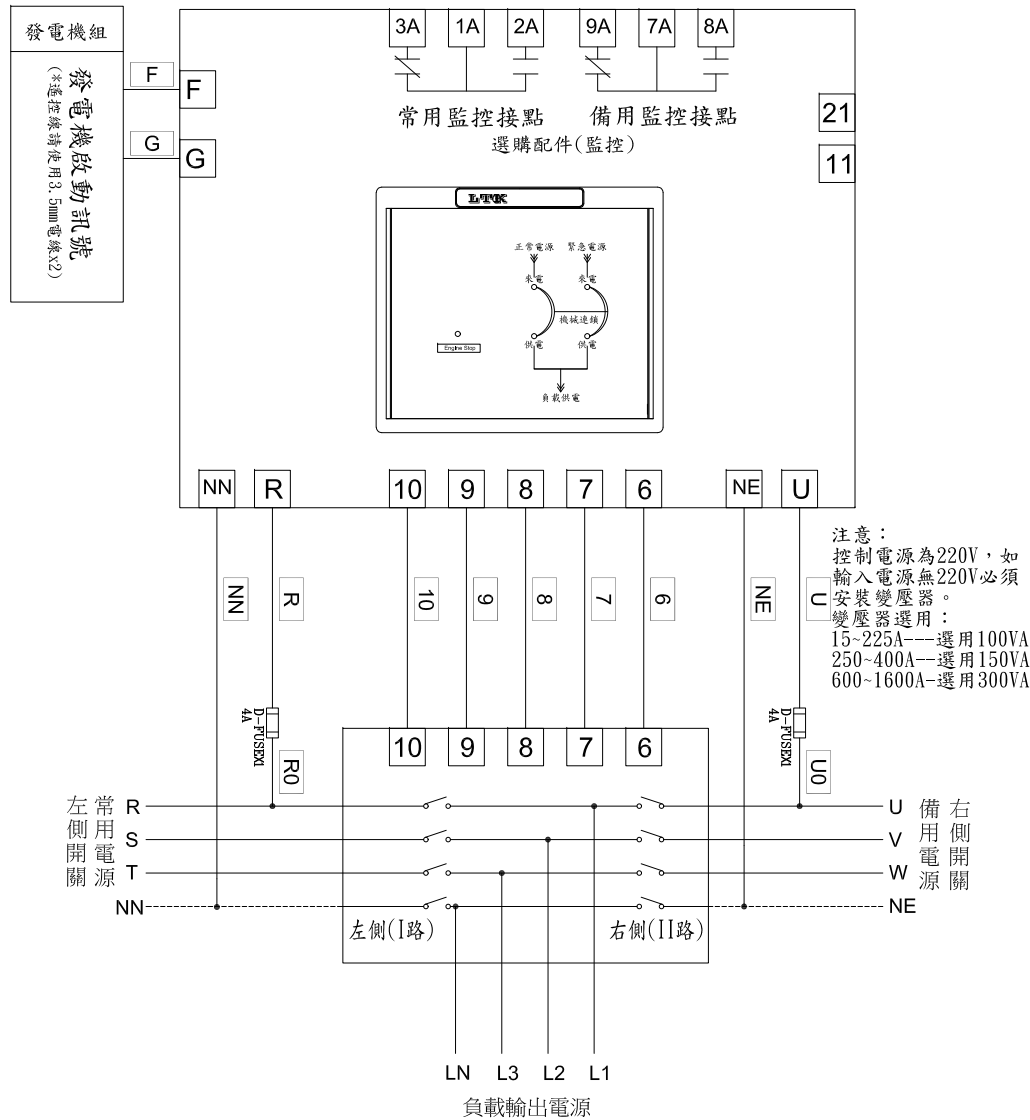 發電機組
發電機啟動訊號
(*遙控線請使用3.5mm電線x2)
F
G
F
G
3A 1A 2A 9A 7A 8A
常用監控接點 備用監控接點
選購配件(監控)
21
11
LTK
正常電源 緊急電源
來電 來電
機械連鎖
供電 供電
Engine Stop
負載供電
NN R 10 9 8 7 6 NE U
NN R 10 9 8 7 6 NE U
注意：
控制電源為220V，如
輸入電源無220V必須
安裝變壓器。
變壓器選用：
15~225A---選用100VA
250~400A--選用150VA
600~1600A-選用300VA
D-FUSEX1
4A
R0
D-FUSEX1
4A
U0
10 9 8 7 6
常用電源
左側開關
R
S
T
NN
U
V
W
NE
右側開關
備用電源
左側(I路) 右側(II路)
LN L3 L2 L1
負載輸出電源